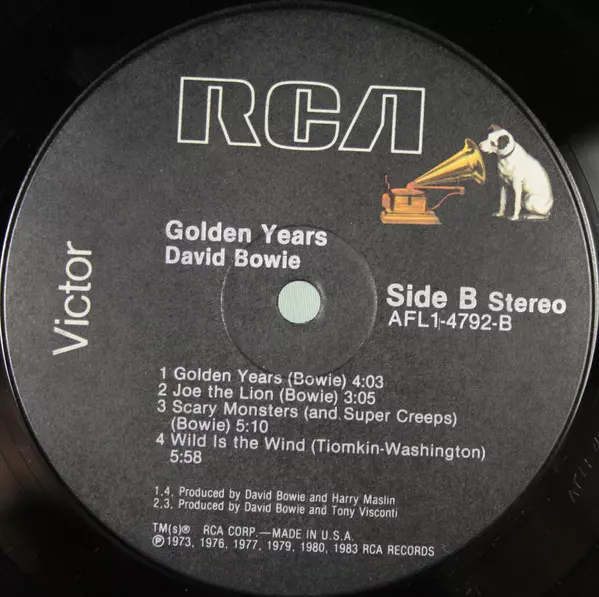 RCA
Victor
Golden Years
David Bowie
Side B Stereo
AFL1-4792-B
1 Golden Years (Bowie) 4:03
2 Joe the Lion (Bowie) 3:05
3 Scary Monsters (and Super Creeps)
(Bowie) 5:10
4 Wild Is the Wind (Tiomkin-Washington)
5:58
1.4. Produced by David Bowie and Harry Maslin
2.3. Produced by David Bowie and Tony Visconti
TM(s)® RCA CORP.—MADE IN U.S.A.
℗1973, 1976, 1977, 1979, 1980, 1983 RCA RECORDS